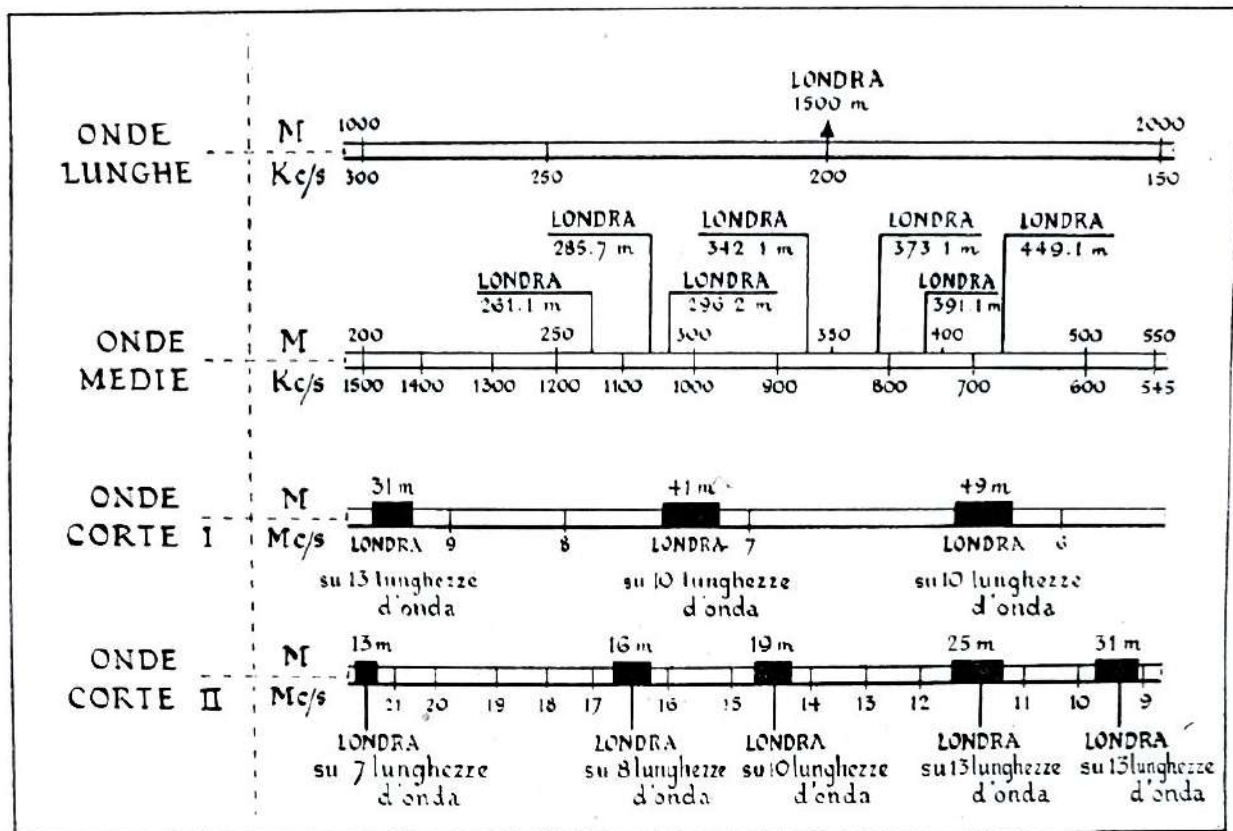 LONDRA
1500 m
ONDE LUNGHE
M 1000 2000
Kc/s 300 250 200 150
LONDRA LONDRA LONDRA LONDRA
285.7 m 342 1 m 373 1 m 449.1 m
LONDRA LONDRA LONDRA
261.1 m 296 2 m 391.1 m
ONDE MEDIE
M 200 250 300 350 400 500 550
Kc/s 1500 1400 1300 1200 1100 1000 900 800 700 600 545
ONDE CORTE I
M 31 m 41 m 49 m
Mc/s LONDRA 9 8 LONDRA 7 LONDRA 6
su 13 lunghezze su 10 lunghezze su 10 lunghezze
d'onda d'onda d'onda
ONDE CORTE II
M 13 m 16 m 19 m 25 m 31 m
Mc/s 21 20 19 18 17 16 15 14 13 12 11 10 9
LONDRA LONDRA LONDRA LONDRA LONDRA
su 7 lunghezze su 8 lunghezze su 10 lunghezze su 13 lunghezze su 13 lunghezze
d'onda d'onda d'onda d'onda d'onda